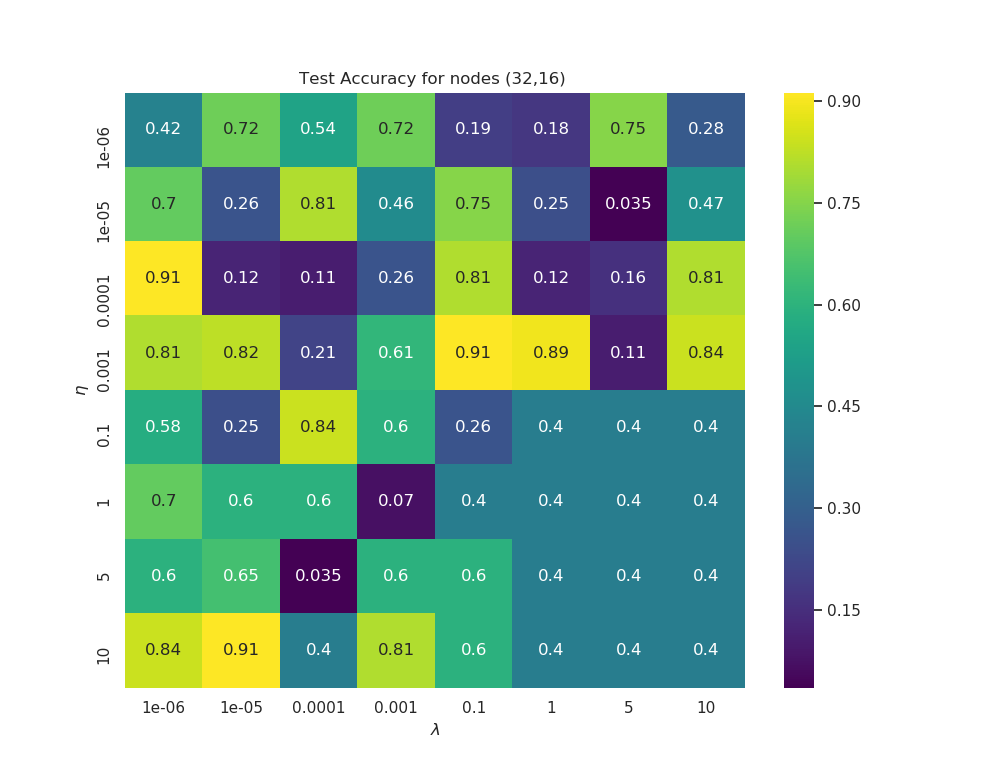 Test Accuracy for nodes (32,16)
1e-06 0.42 0.72 0.54 0.72 0.19 0.18 0.75 0.28
1e-05 0.7 0.26 0.81 0.46 0.75 0.25 0.035 0.47
0.0001 0.91 0.12 0.11 0.26 0.81 0.12 0.16 0.81
0.001 0.81 0.82 0.21 0.61 0.91 0.89 0.11 0.84
0.1 0.58 0.25 0.84 0.6 0.26 0.4 0.4 0.4
1 0.7 0.6 0.6 0.07 0.4 0.4 0.4 0.4
5 0.6 0.65 0.035 0.6 0.6 0.4 0.4 0.4
10 0.84 0.91 0.4 0.81 0.6 0.4 0.4 0.4
1e-06 1e-05 0.0001 0.001 0.1 1 5 10
λ
η
0.90
0.75
0.60
0.45
0.30
0.15